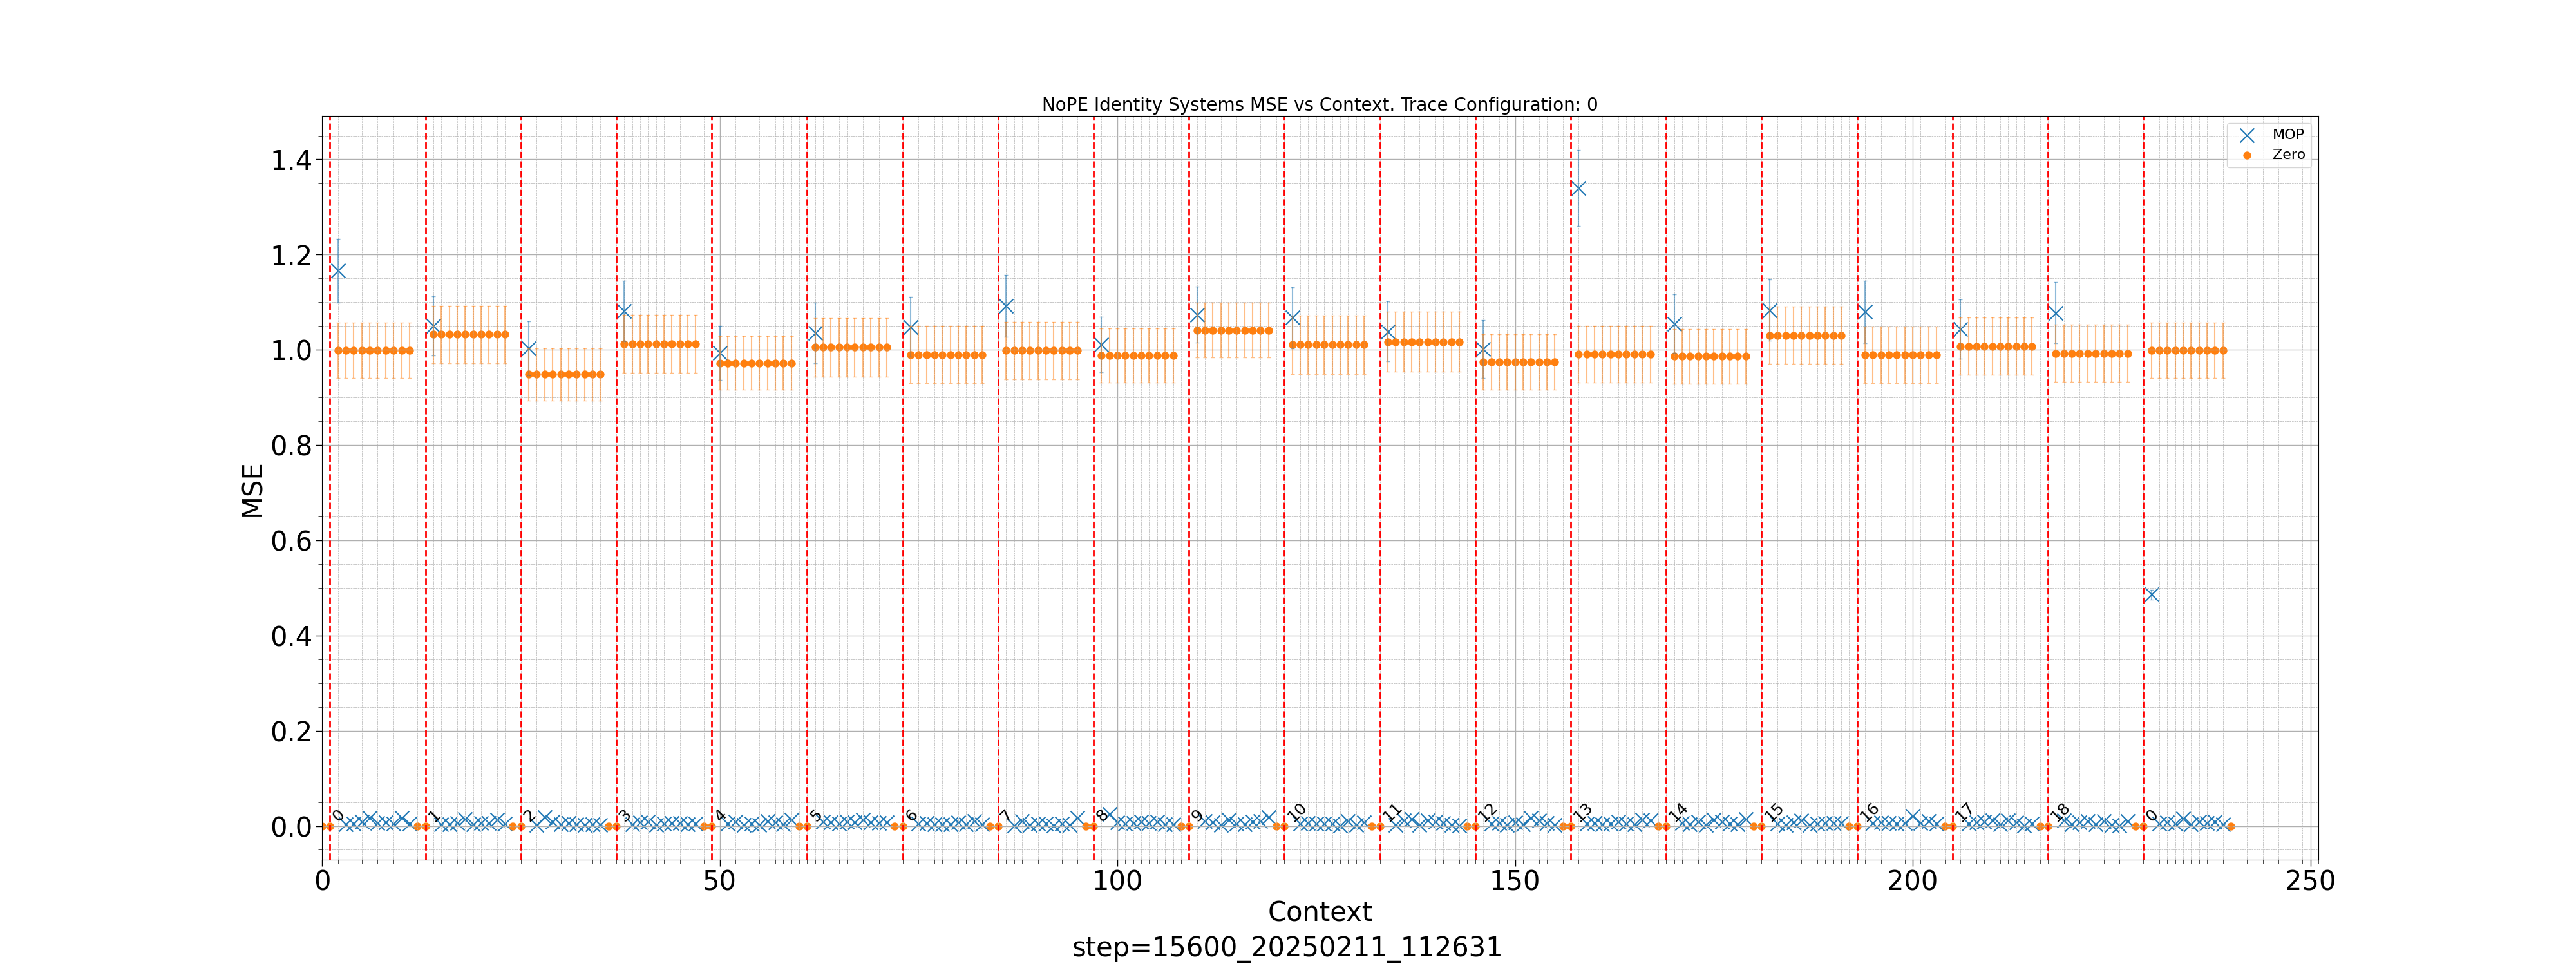 NoPE Identity Systems MSE vs Context. Trace Configuration: 0
MOP
Zero
1.4
1.2
1.0
0.8
0.6
0.4
0.2
0.0
MSE
0 1 2 3 4 5 6 7 8 9 10 11 12 13 14 15 16 17 18 0
0 50 100 150 200 250
Context
step=15600_20250211_112631